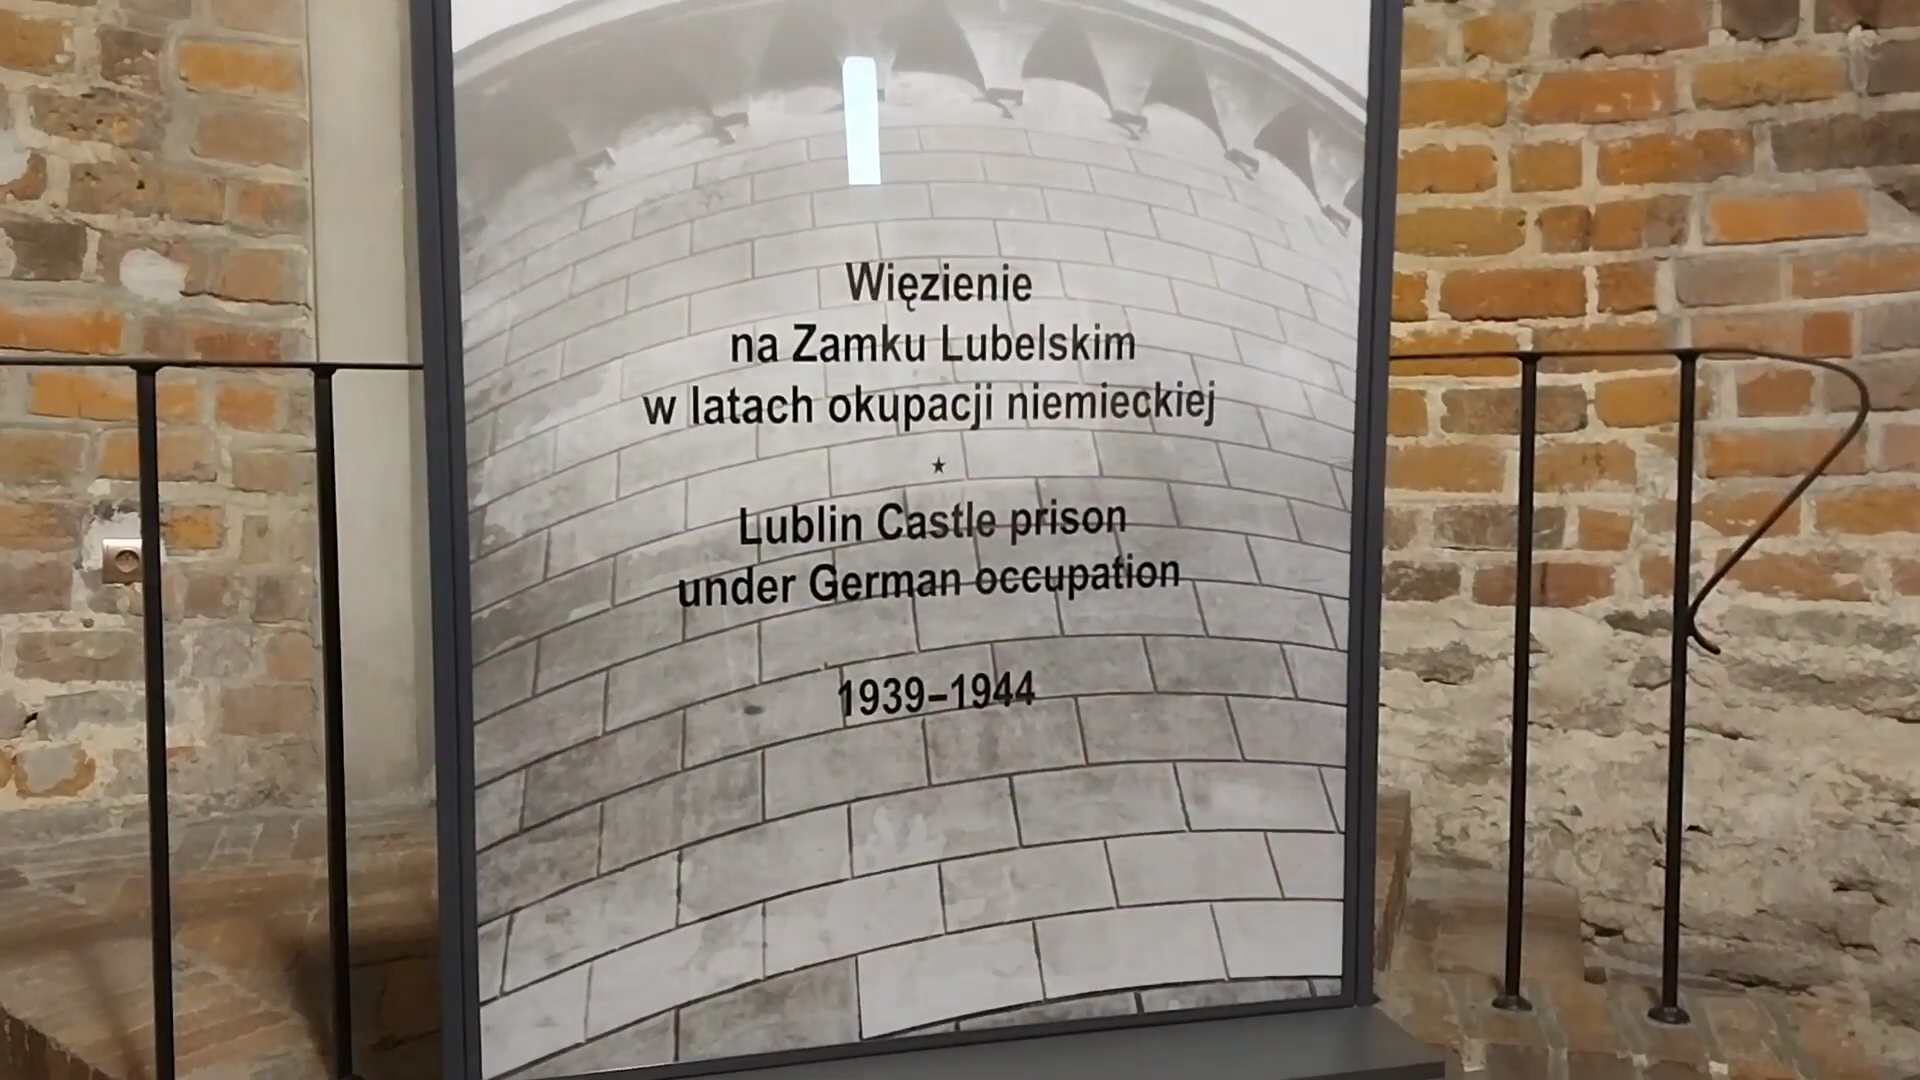 Więzienie
na Zamku Lubelskim
w latach okupacji niemieckiej
★
Lublin Castle prison
under German occupation
1939–1944